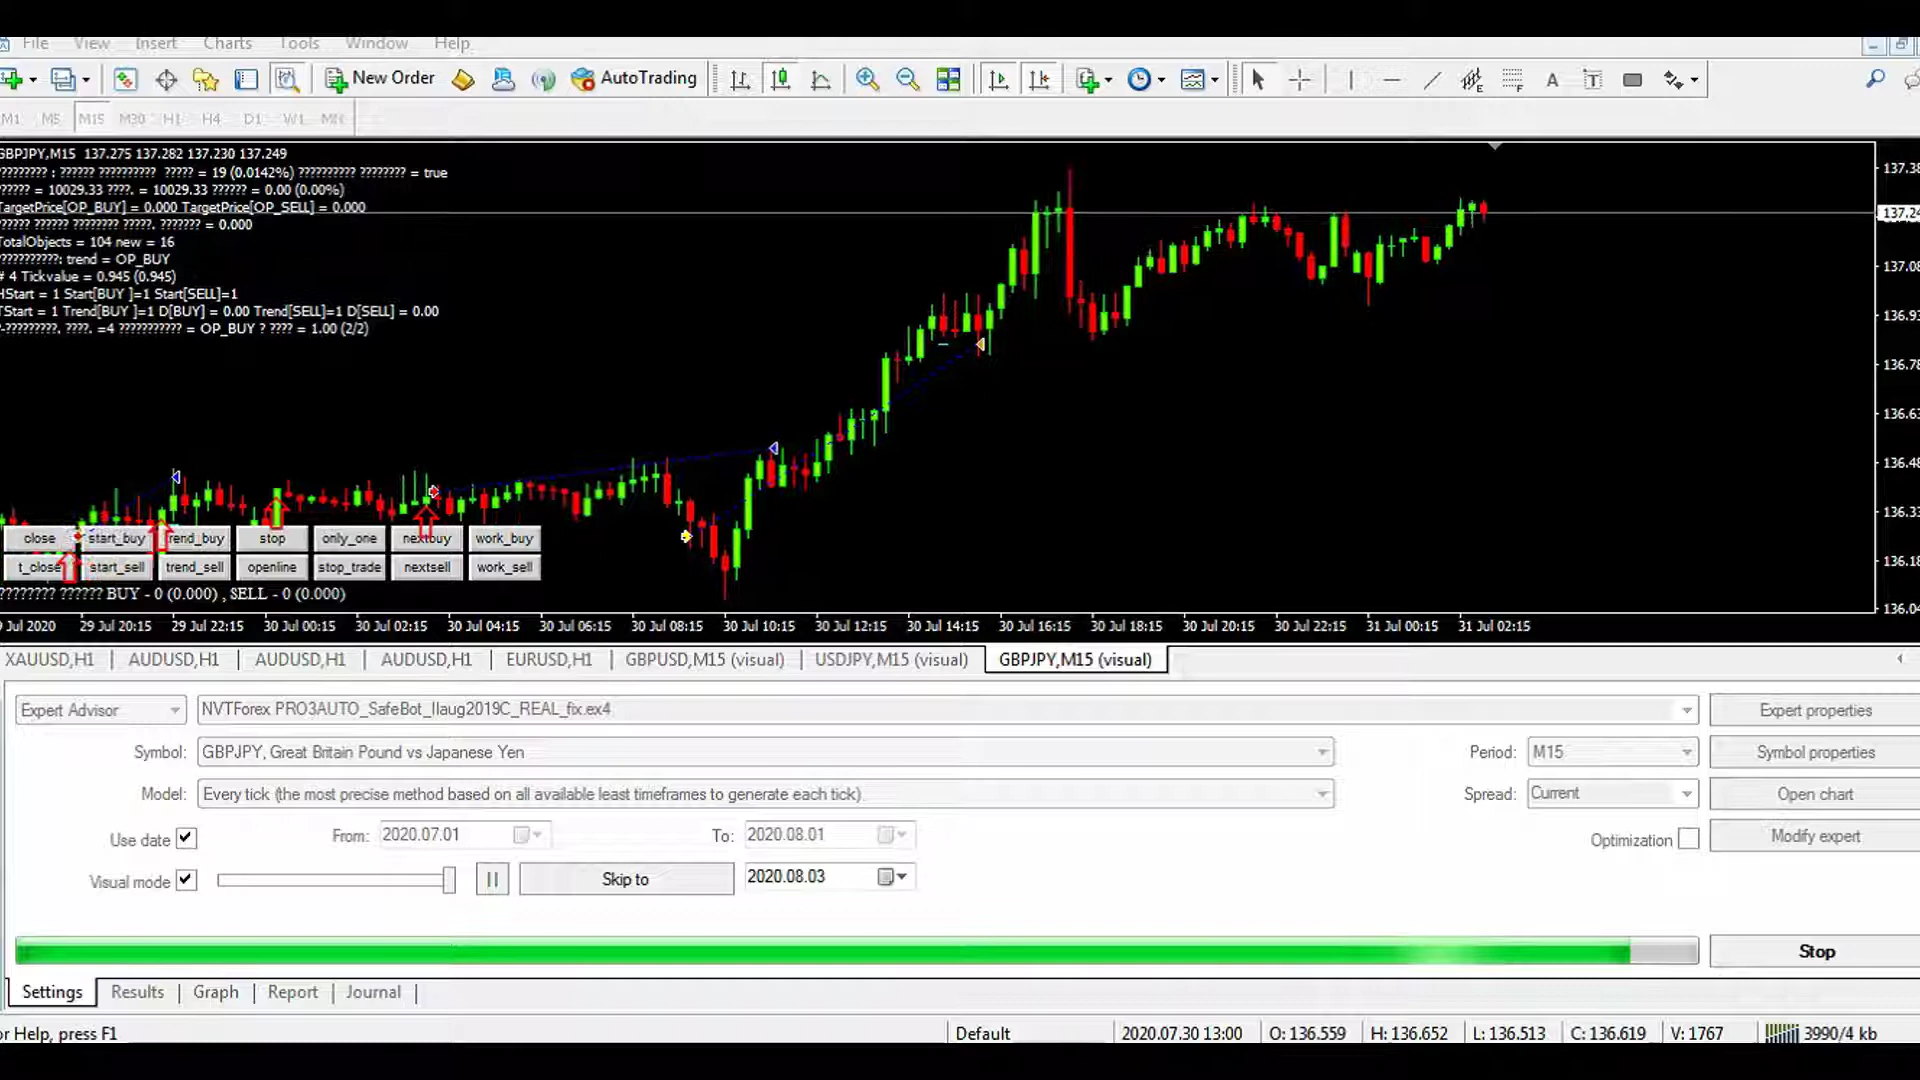 File View Insert Charts Tools Window Help
New Order AutoTrading A T E F
M1 M5 M15 M30 H1 H4 D1 W1 MN
GBPJPY,M15 137.275 137.282 137.230 137.249
????????? : ?????? ?????????? ????? = 19 (0.0142%) ?????????? ???????? = true
?????? = 10029.33 ????. = 10029.33 ?????? = 0.00 (0.00%)
TargetPrice[OP_BUY] = 0.000 TargetPrice[OP_SELL] = 0.000
?????? ?????? ???????? ?????. ??????? = 0.000
TotalObjects = 104 new = 16
??????????: trend = OP_BUY
# 4 Tickvalue = 0.945 (0.945)
HStart = 1 Start[BUY ]=1 Start[SELL]=1
TStart = 1 Trend[BUY ]=1 D[BUY] = 0.00 Trend[SELL]=1 D[SELL] = 0.00
?-?????????. ????. =4 ??????????? = OP_BUY ? ???? = 1.00 (2/2)
137.38
137.24
137.08
136.93
136.78
136.63
136.48
136.33
136.18
136.04
close start_buy trend_buy stop only_one nextbuy work_buy
t_close start_sell trend_sell openline stop_trade nextsell work_sell
???????? ?????? BUY - 0 (0.000) , SELL - 0 (0.000)
9 Jul 2020 29 Jul 20:15 29 Jul 22:15 30 Jul 00:15 30 Jul 02:15 30 Jul 04:15 30 Jul 06:15 30 Jul 08:15 30 Jul 10:15 30 Jul 12:15 30 Jul 14:15 30 Jul 16:15 30 Jul 18:15 30 Jul 20:15 30 Jul 22:15 31 Jul 00:15 31 Jul 02:15
XAUUSD,H1 AUDUSD,H1 AUDUSD,H1 AUDUSD,H1 EURUSD,H1 GBPUSD,M15 (visual) USDJPY,M15 (visual) GBPJPY,M15 (visual)
Expert Advisor NVTForex PRO3AUTO_SafeBot_IIaug2019C_REAL_fix.ex4 Expert properties
Symbol: GBPJPY, Great Britain Pound vs Japanese Yen Period: M15 Symbol properties
Model: Every tick (the most precise method based on all available least timeframes to generate each tick) Spread: Current Open chart
Use date From: 2020.07.01 To: 2020.08.01 Optimization Modify expert
Visual mode Skip to 2020.08.03
Stop
Settings Results Graph Report Journal
or Help, press F1 Default 2020.07.30 13:00 O: 136.559 H: 136.652 L: 136.513 C: 136.619 V: 1767 3990/4 kb